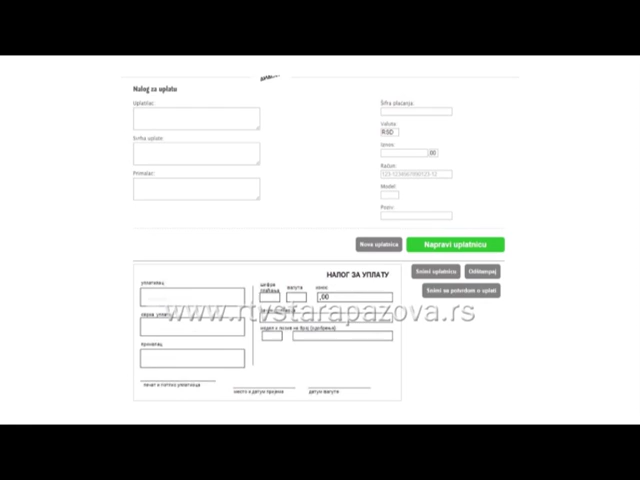 Nalog za uplatu
Uplatilac:
Šifra plaćanja:
Valuta:
RSD
Svrha uplate:
Iznos:
,00
Račun:
Primalac:
Model:
Poziv:
Nova uplatnica
Napravi uplatnicu
НАЛОГ ЗА УПЛАТУ
Snimi uplatnicu
Odštampaj
Snimi sa potvrdom o uplati
уплатилац
шифра плаћања
валута
износ
,00
www.rtvstarapazova.rs
сврха уплате
модел и позив на број (одобрење)
прималац
печат и потпис уплатиоца
место и датум пријема
датум валуте